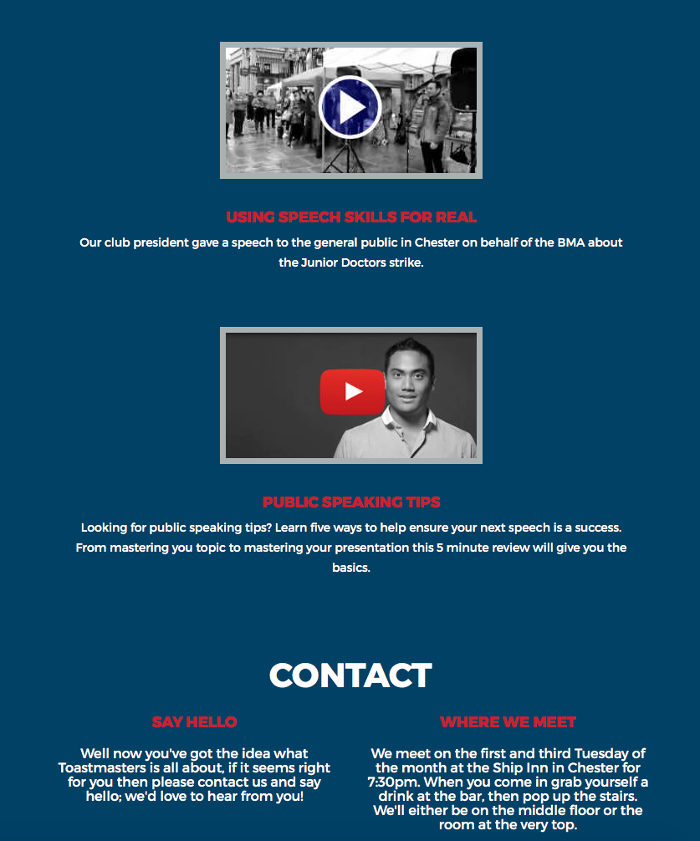 USING SPEECH SKILLS FOR REAL
Our club president gave a speech to the general public in Chester on behalf of the BMA about
the Junior Doctors strike.
PUBLIC SPEAKING TIPS
Looking for public speaking tips? Learn five ways to help ensure your next speech is a success.
From mastering you topic to mastering your presentation this 5 minute review will give you the
basics.
CONTACT
SAY HELLO
Well now you've got the idea what
Toastmasters is all about, if it seems right
for you then please contact us and say
hello; we'd love to hear from you!
WHERE WE MEET
We meet on the first and third Tuesday of
the month at the Ship Inn in Chester for
7:30pm. When you come in grab yourself a
drink at the bar, then pop up the stairs.
We'll either be on the middle floor or the
room at the very top.